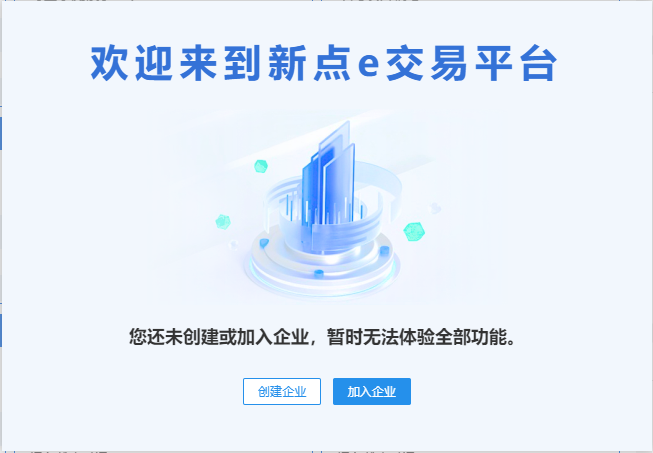 欢迎来到新点e交易平台
您还未创建或加入企业，暂时无法体验全部功能。
创建企业
加入企业